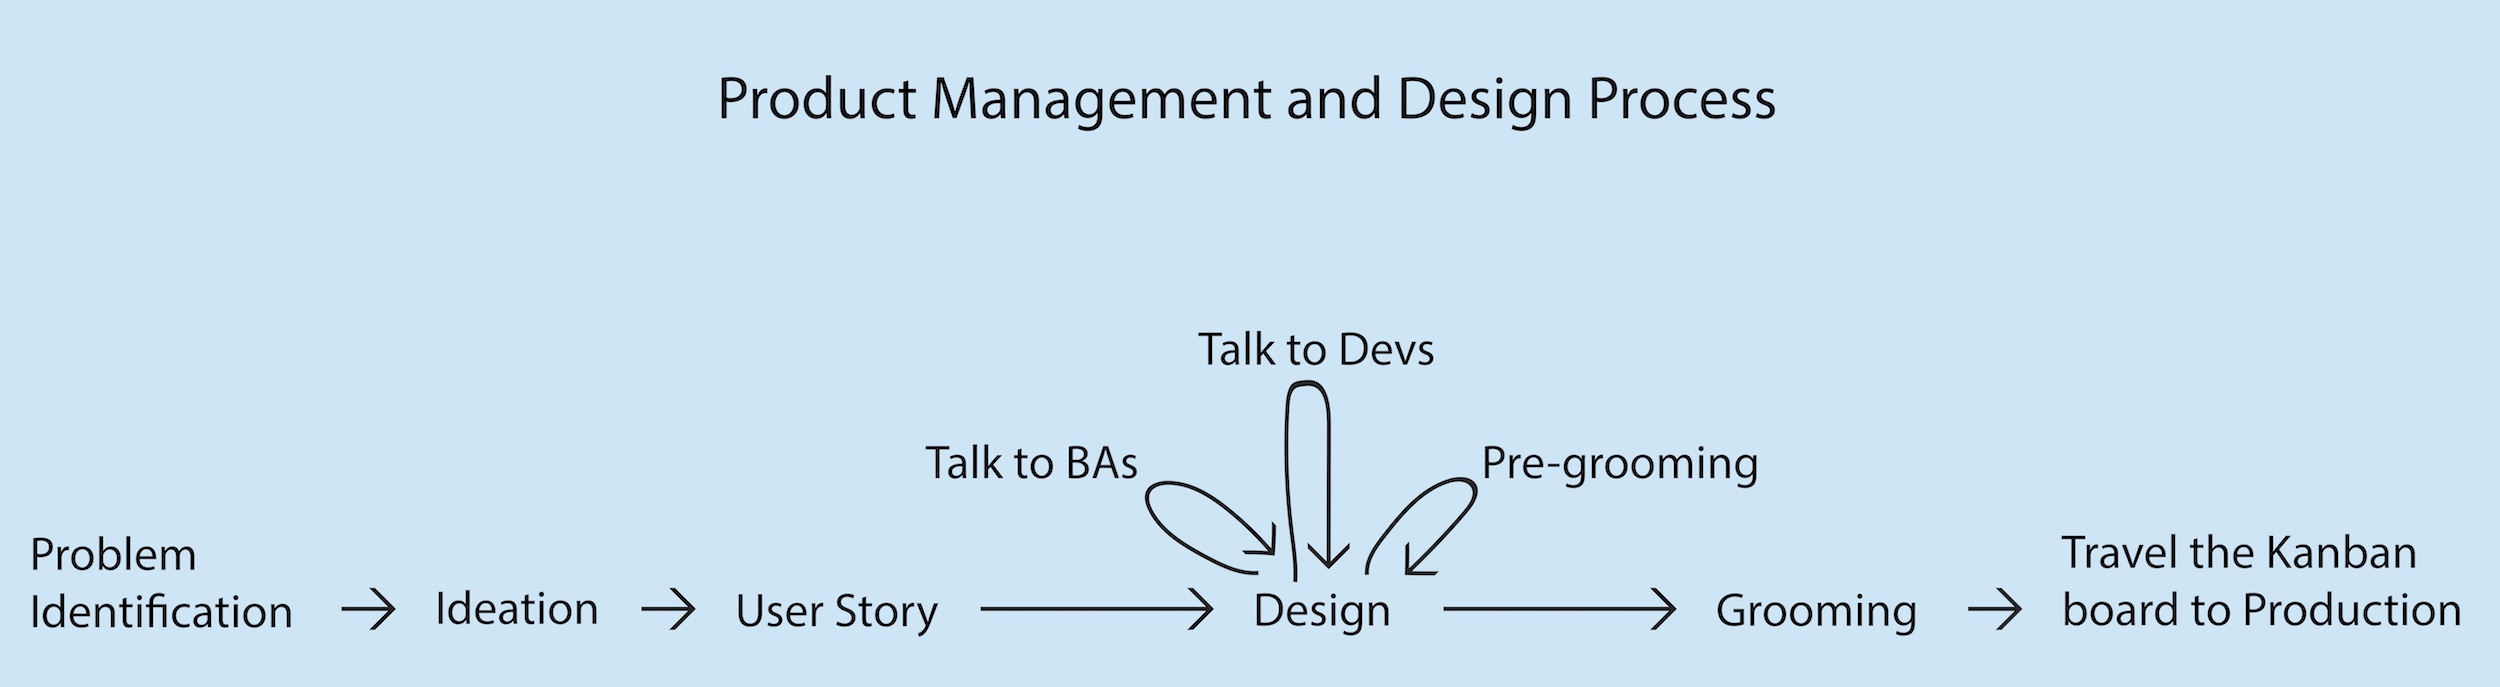 Product Management and Design Process
Talk to Devs
Talk to BAs
Pre-grooming
Problem
Identification
Ideation
User Story
Design
Grooming
Travel the Kanban
board to Production